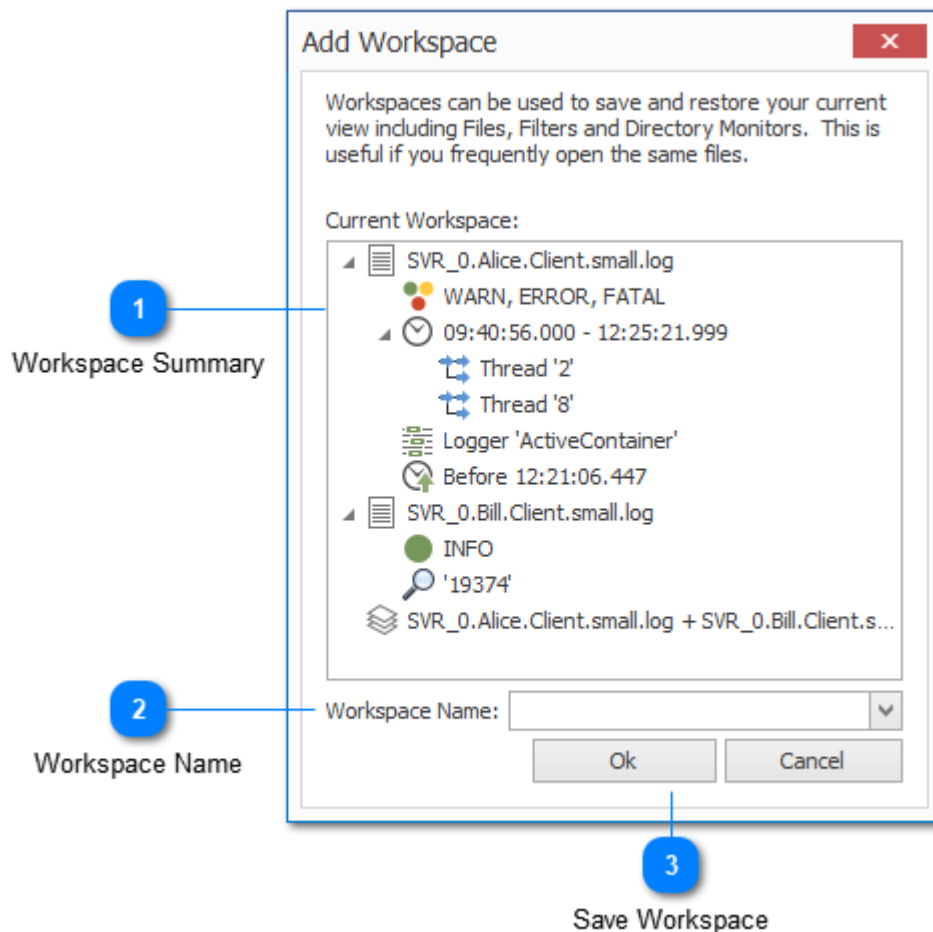 Add Workspace
Workspaces can be used to save and restore your current
view including Files, Filters and Directory Monitors. This is
useful if you frequently open the same files.
Current Workspace:
SVR_0.Alice.Client.small.log
WARN, ERROR, FATAL
1
09:40:56.000 - 12:25:21.999
Workspace Summary
Thread '2'
Thread '8'
Logger 'ActiveContainer'
Before 12:21:06.447
SVR_0.Bill.Client.small.log
INFO
'19374'
SVR_0.Alice.Client.small.log + SVR_0.Bill.Client.s...
2
Workspace Name:
Workspace Name
Ok Cancel
3
Save Workspace